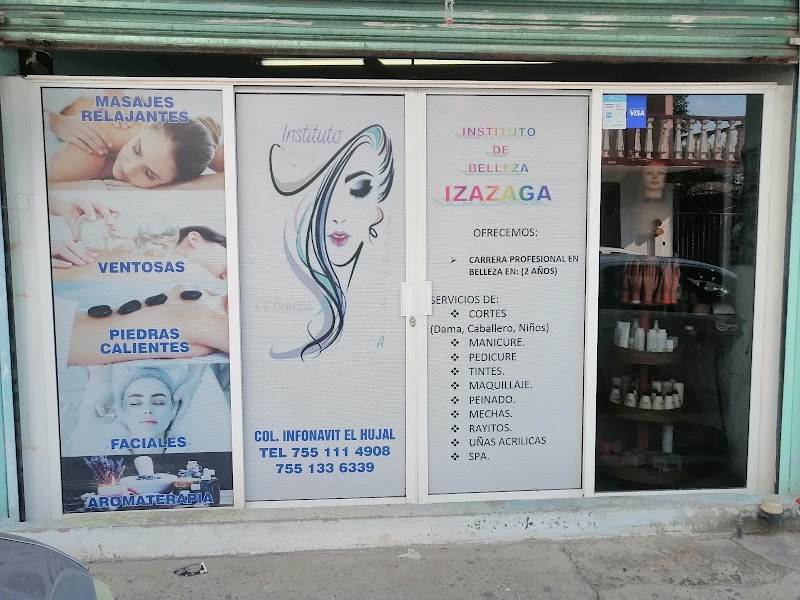 MASAJES
RELAJANTES
VENTOSAS
PIEDRAS
CALIENTES
FACIALES
AROMATERAPIA
Instituto
De Belleza
COL. INFONAVIT EL HUJAL
TEL 755 111 4908
755 133 6339
INSTITUTO
DE
BELLEZA
IZAZAGA
OFRECEMOS:
➢ CARRERA PROFESIONAL EN
BELLEZA EN: (2 AÑOS)
SERVICIOS DE:
❖ CORTES
(Dama, Caballero, Niños)
❖ MANICURE.
❖ PEDICURE
❖ TINTES.
❖ MAQUILLAJE.
❖ PEINADO.
❖ MECHAS.
❖ RAYITOS.
❖ UÑAS ACRILICAS
❖ SPA.
VISA